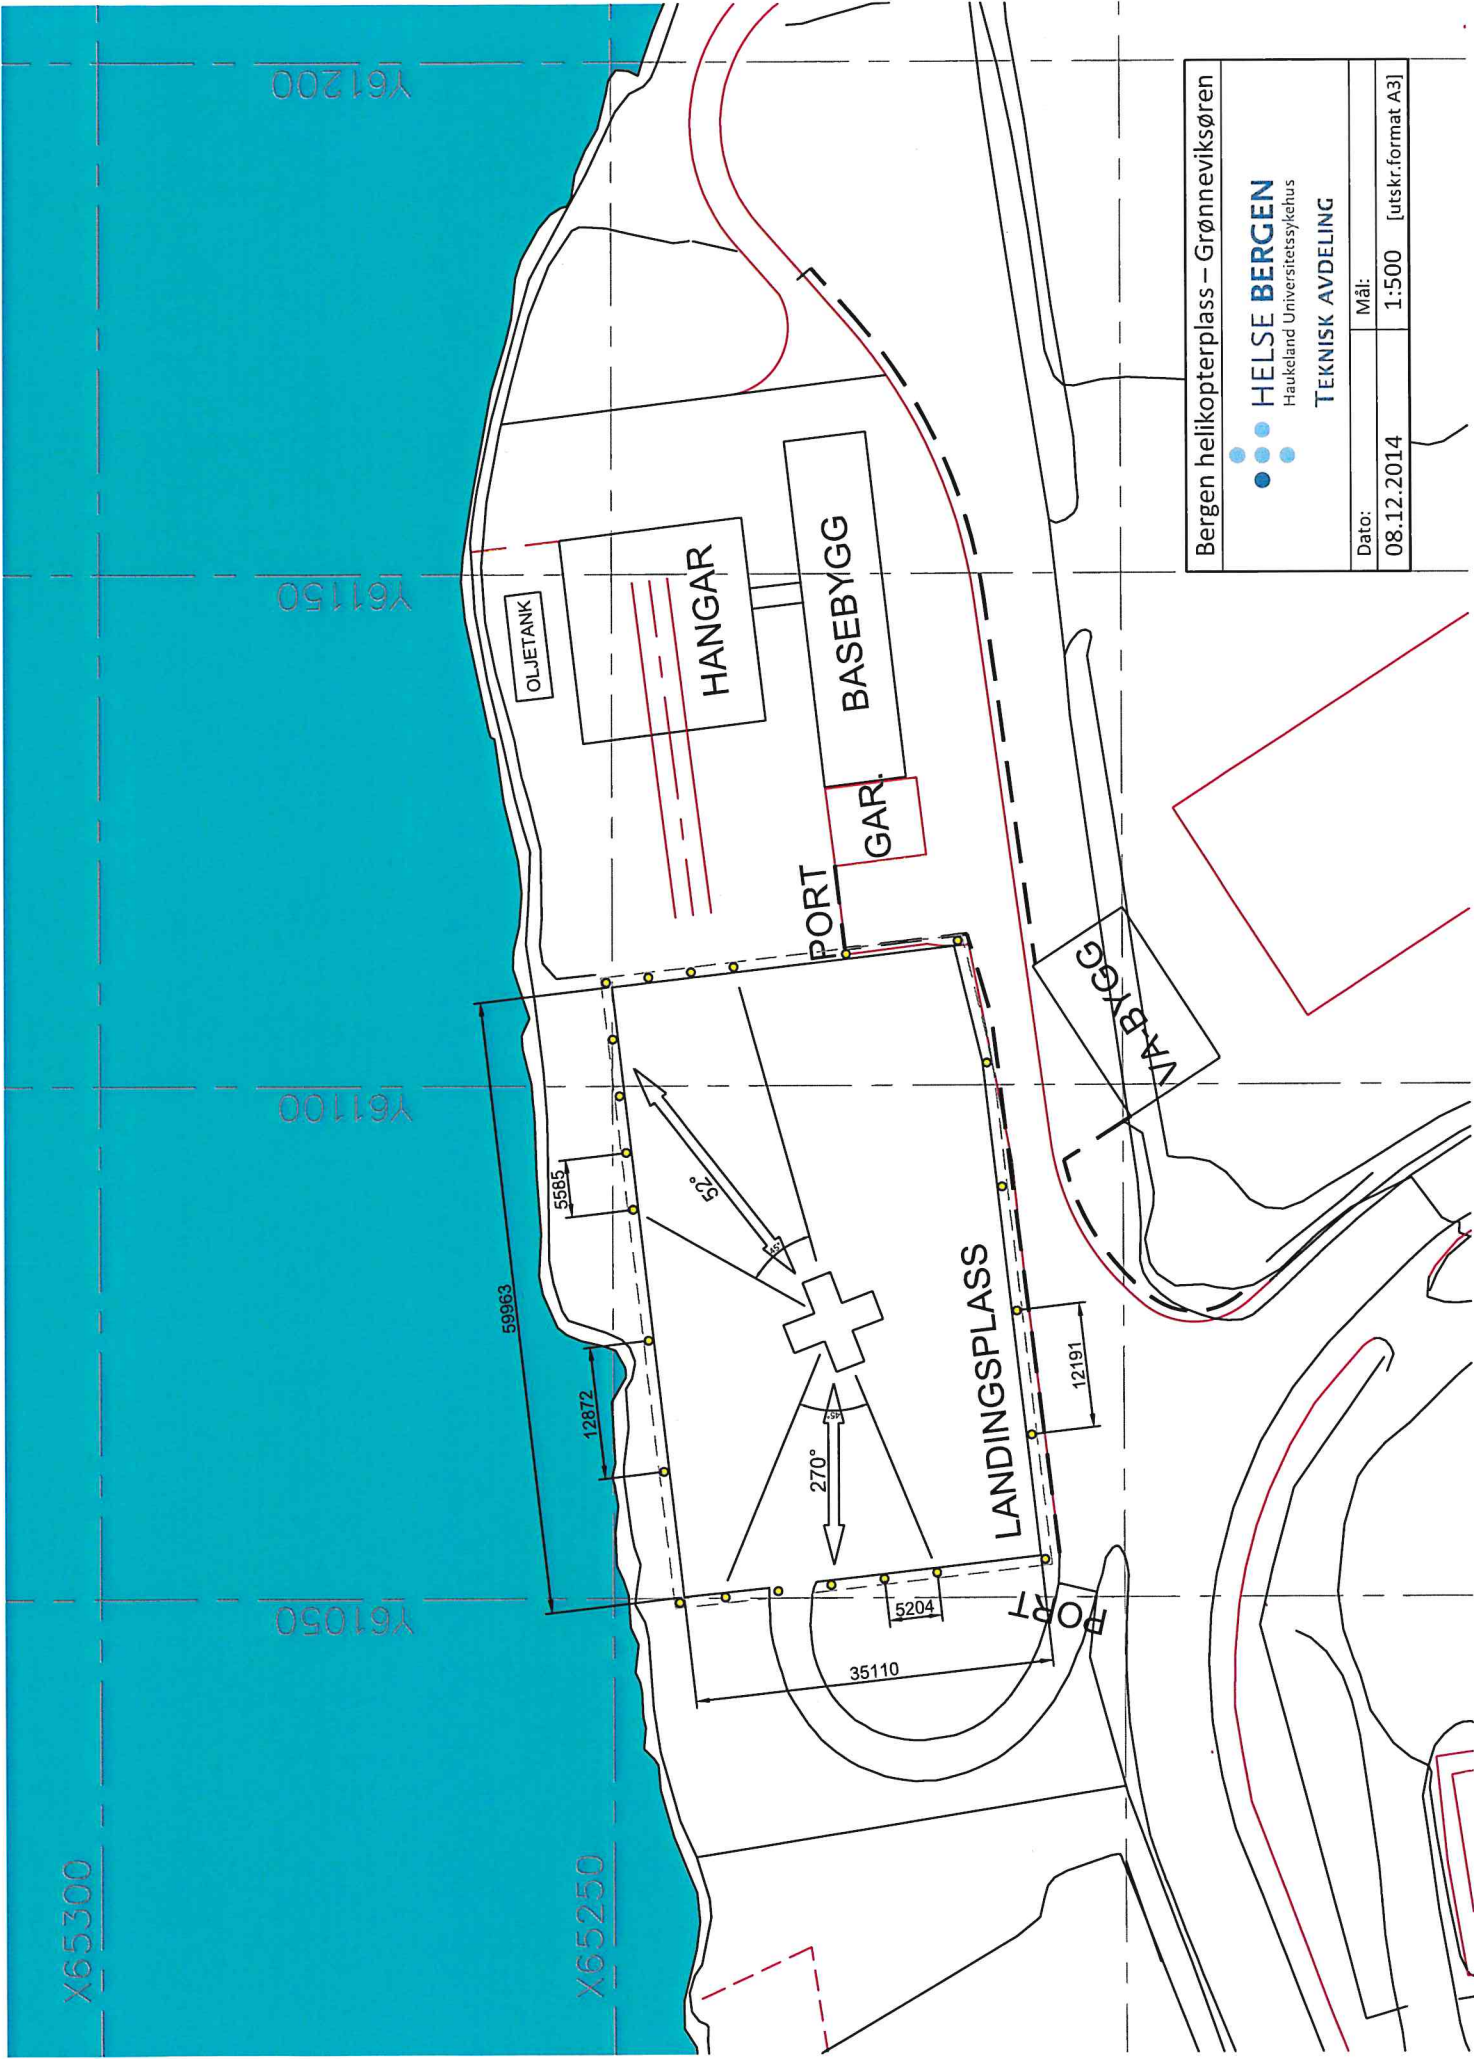 X65300
X65250
Y61200
Y61150
Y61100
Y61050
OLJETANK
HANGAR
BASEBYGG
GAR.
PORT
VA-BYGG
LANDINGSPLASS
PORT
59963
5585
12872
52°
45°
270°
45°
5204
35110
12191
Bergen helikopterplass – Grønneviksøren
HELSE BERGEN
Haukeland Universitetssykehus
TEKNISK AVDELING
Dato: Mål:
08.12.2014 1:500 [utskr.format A3]